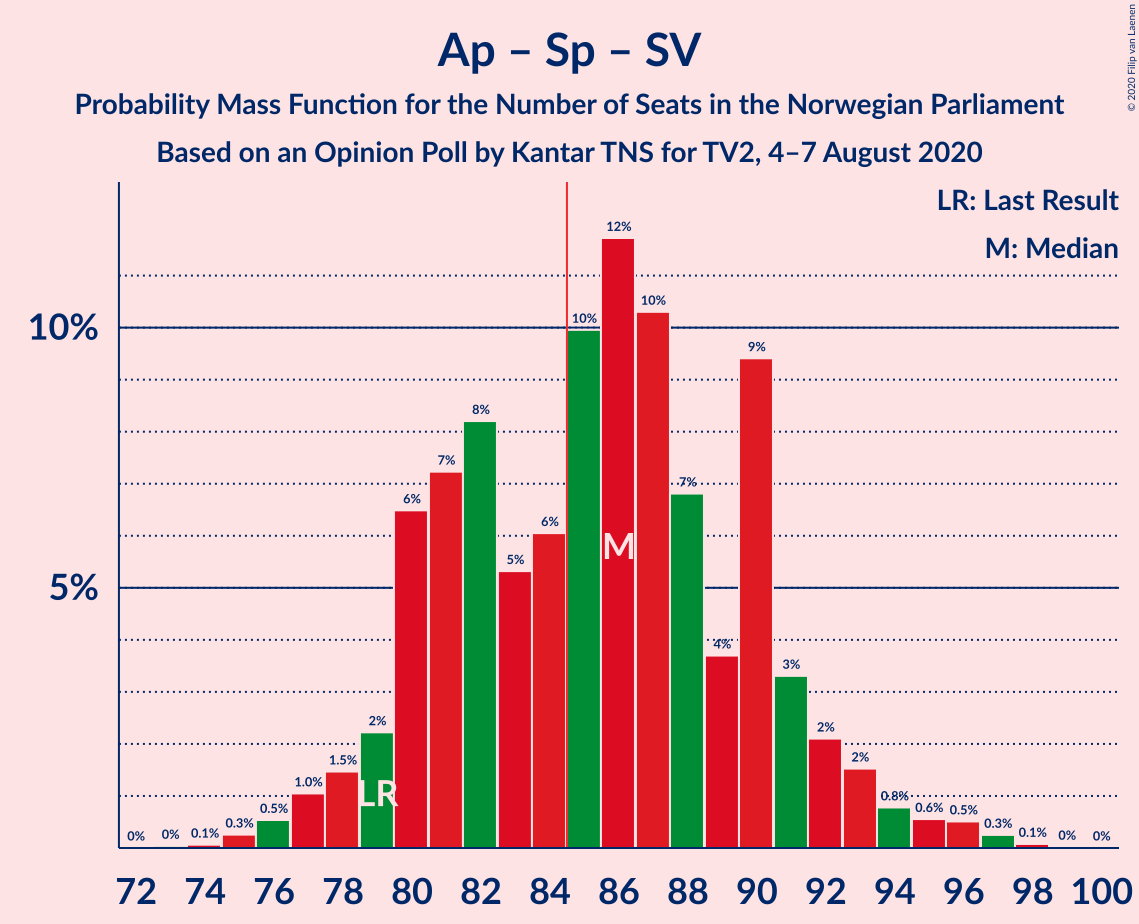 Ap – Sp – SV
Probability Mass Function for the Number of Seats in the Norwegian Parliament
Based on an Opinion Poll by Kantar TNS for TV2, 4–7 August 2020
© 2020 Filip van Laenen
LR: Last Result
M: Median
10%
5%
0% 0% 0.1% 0.3% 0.5% 1.0% 1.5% 2% 6% 7% 8% 5% 6% 10% 12% 10% 7% 4% 9% 3% 2% 2% 0.8% 0.6% 0.5% 0.3% 0.1% 0% 0%
M
LR
72 74 76 78 80 82 84 86 88 90 92 94 96 98 100